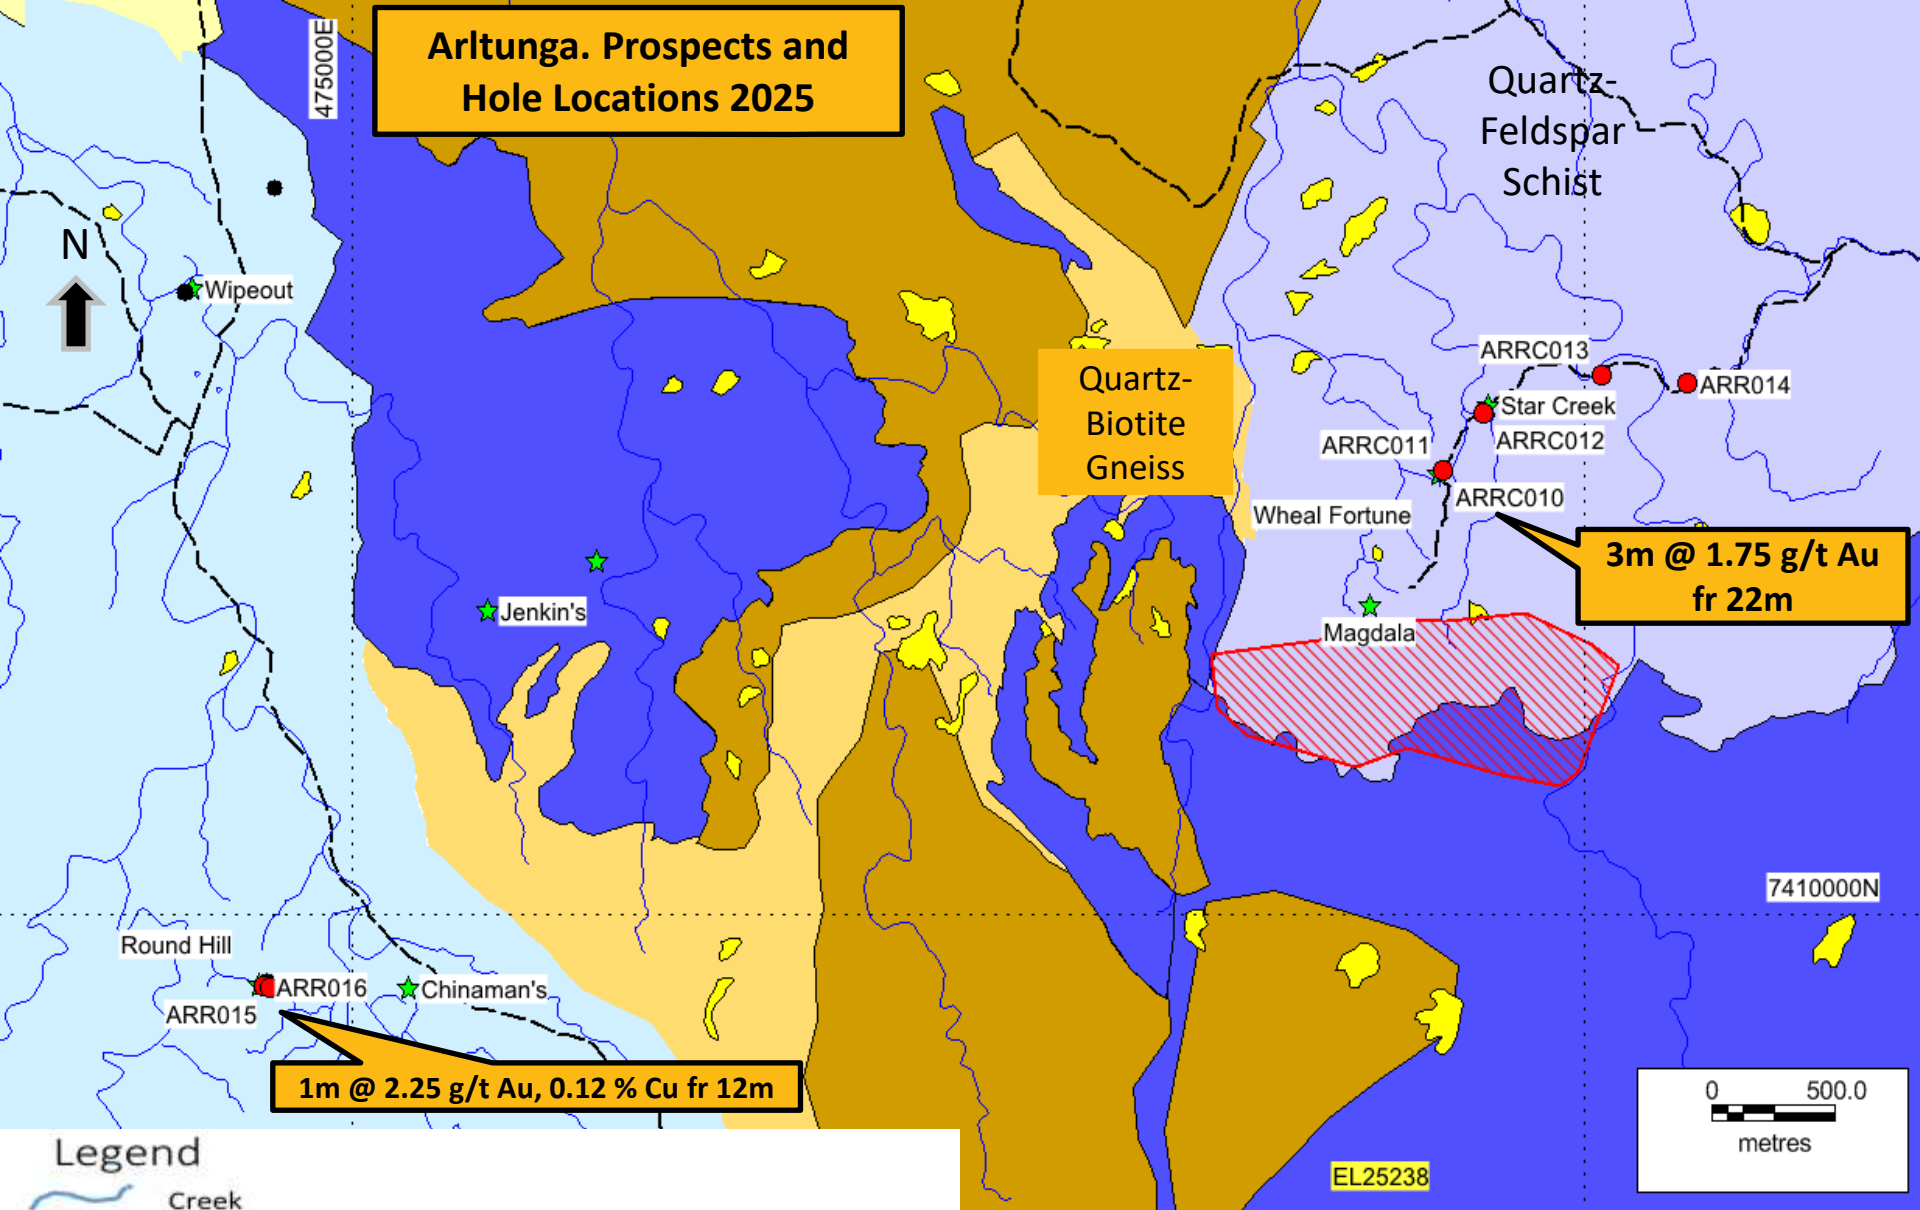 Arltunga. Prospects and
Hole Locations 2025
475000E
Quartz-
Feldspar
Schist
N
Wipeout
ARRC013
ARR014
Star Creek
Quartz-
Biotite
Gneiss
ARRC011
ARRC012
ARRC010
Wheal Fortune
3m @ 1.75 g/t Au
fr 22m
Jenkin's
Magdala
7410000N
Round Hill
ARR016
Chinaman's
ARR015
1m @ 2.25 g/t Au, 0.12 % Cu fr 12m
0 500.0
metres
EL25238
Legend
Creek